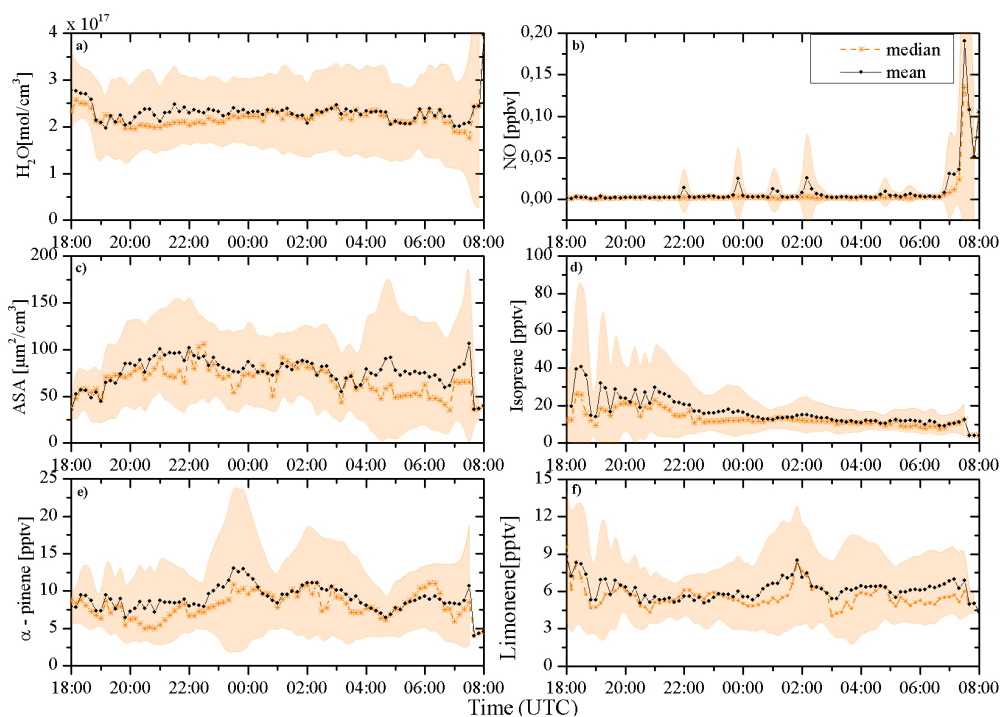 x 10^17
a)
4
3
2
1
0
H₂O[mol/cm³]
18:00 20:00 22:00 00:00 02:00 04:00 06:00 08:00
b)
0,20
0,15
0,10
0,05
0,00
NO [ppbv]
median
mean
18:00 20:00 22:00 00:00 02:00 04:00 06:00 08:00
c)
200
150
100
50
0
ASA [µm²/cm³]
18:00 20:00 22:00 00:00 02:00 04:00 06:00 08:00
d)
100
80
60
40
20
0
Isoprene [pptv]
18:00 20:00 22:00 00:00 02:00 04:00 06:00 08:00
e)
25
20
15
10
5
0
α - pinene [pptv]
18:00 20:00 22:00 00:00 02:00 04:00 06:00 08:00
f)
15
12
9
6
3
0
Limonene[pptv]
18:00 20:00 22:00 00:00 02:00 04:00 06:00 08:00
Time (UTC)